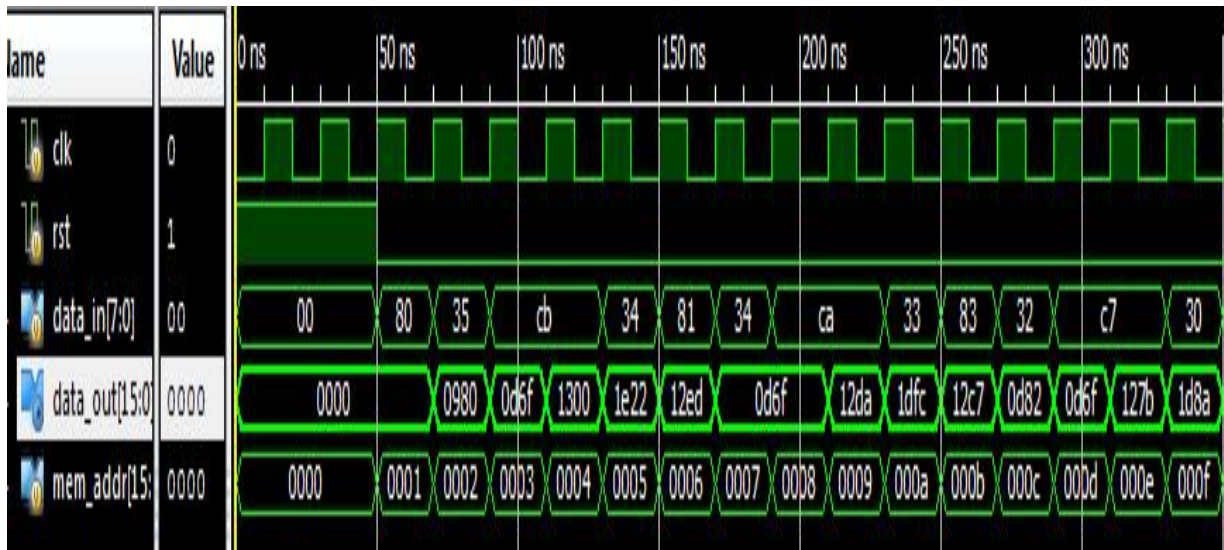 Name Value 0 ns 50 ns 100 ns 150 ns 200 ns 250 ns 300 ns
clk 0
rst 1
data_in[7:0] 00 00 80 35 cb 34 81 34 ca 33 83 32 c7 30
data_out[15:0] 0000 0000 0980 0d6f 1300 1e22 12ed 0d6f 12da 1dfc 12c7 0d82 0d6f 127b 1d8a
mem_addr[15: 0000 0000 0001 0002 0003 0004 0005 0006 0007 0008 0009 000a 000b 000c 000d 000e 000f